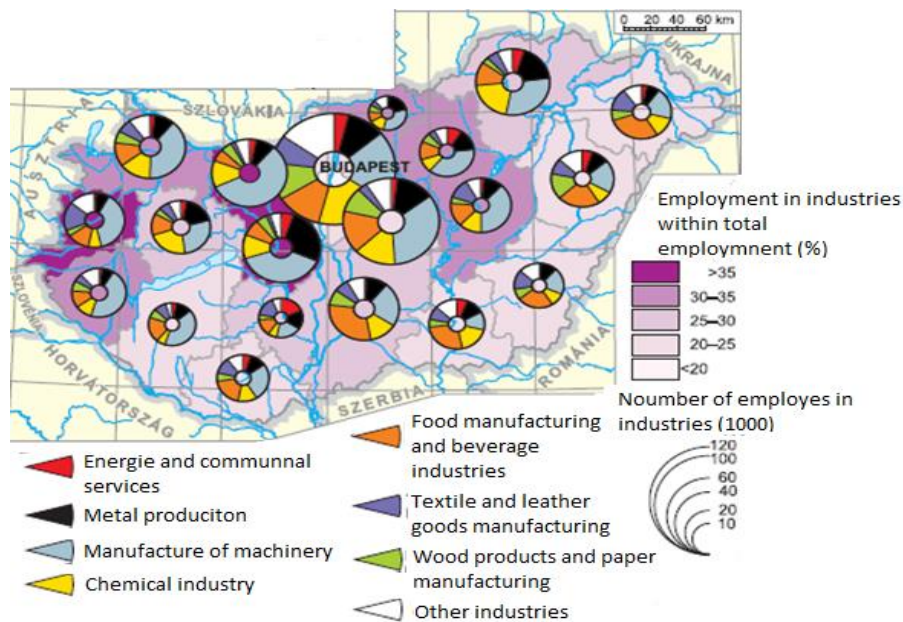 0 20 40 60 km
UKRAJNA
SZLOVÁKIA
AUSZTRIA
BUDAPEST
SZLOVÉNIA
HORVÁTORSZÁG
SZERBIA
ROMÁNIA
Employment in industries
within total
employmnent (%)
>35
30–35
25–30
20–25
<20
Nounumber of employes in
industries (1000)
120
100
60
40
20
10
Energie and communnal
services
Metal produciton
Manufacture of machinery
Chemical industry
Food manufacturing
and beverage
industries
Textile and leather
goods manufacturing
Wood products and paper
manufacturing
Other industries